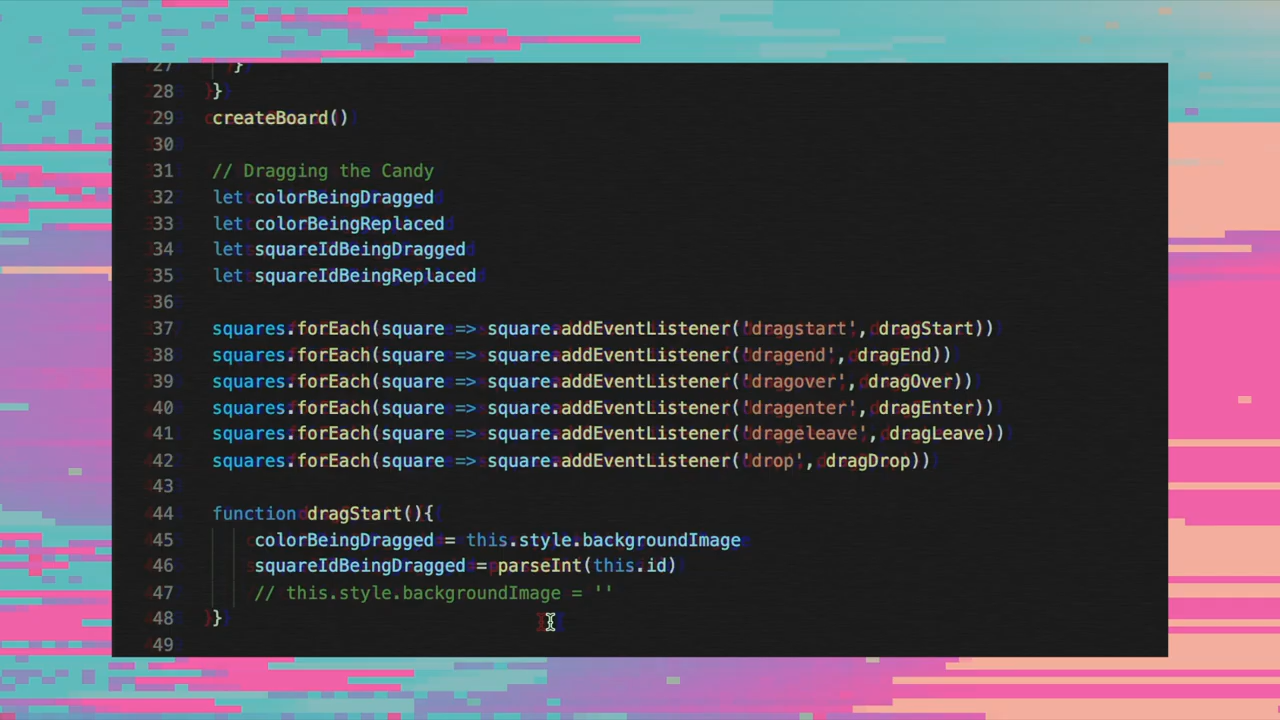 27 }
28 }
29 createBoard()
30
31 // Dragging the Candy
32 let colorBeingDragged
33 let colorBeingReplaced
34 let squareIdBeingDragged
35 let squareIdBeingReplaced
36
37 squares.forEach(square => square.addEventListener('dragstart', dragStart))
38 squares.forEach(square => square.addEventListener('dragend', dragEnd))
39 squares.forEach(square => square.addEventListener('dragover', dragOver))
40 squares.forEach(square => square.addEventListener('dragenter', dragEnter))
41 squares.forEach(square => square.addEventListener('drageleave', dragLeave))
42 squares.forEach(square => square.addEventListener('drop', dragDrop))
43
44 function dragStart(){
45 colorBeingDragged = this.style.backgroundImage
46 squareIdBeingDragged = parseInt(this.id)
47 // this.style.backgroundImage = ''
48 }
49